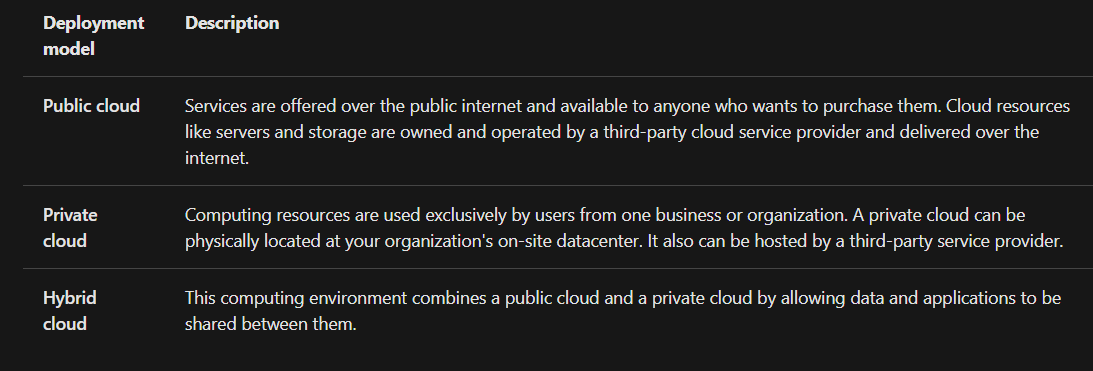 Deployment model
Description
Public cloud
Services are offered over the public internet and available to anyone who wants to purchase them. Cloud resources
like servers and storage are owned and operated by a third-party cloud service provider and delivered over the
internet.
Private
cloud
Computing resources are used exclusively by users from one business or organization. A private cloud can be
physically located at your organization's on-site datacenter. It also can be hosted by a third-party service provider.
Hybrid
cloud
This computing environment combines a public cloud and a private cloud by allowing data and applications to be
shared between them.